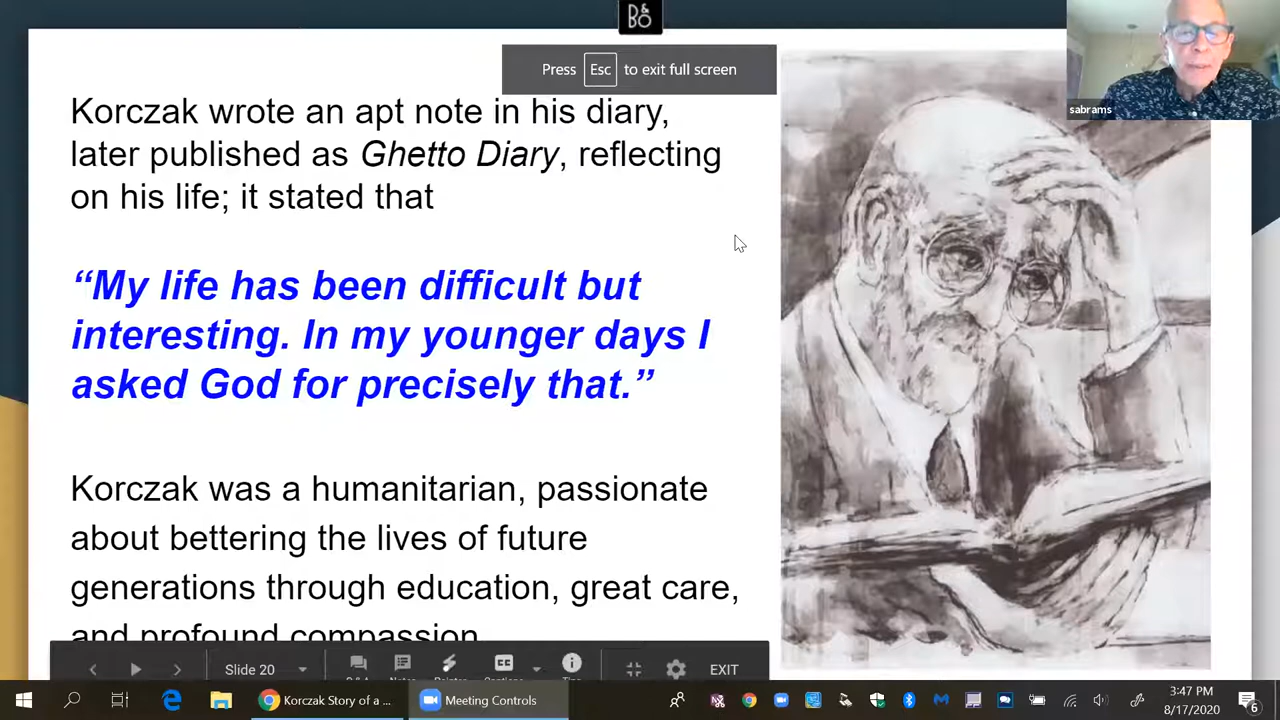 D&
BO
Press Esc to exit full screen
sabrams
Korczak wrote an apt note in his diary,
later published as Ghetto Diary, reflecting
on his life; it stated that
“My life has been difficult but
interesting. In my younger days I
asked God for precisely that.”
Korczak was a humanitarian, passionate
about bettering the lives of future
generations through education, great care,
and profound compassion
Slide 20
CC
EXIT
Korczak Story of a ...
Meeting Controls
3:47 PM
8/17/2020
6